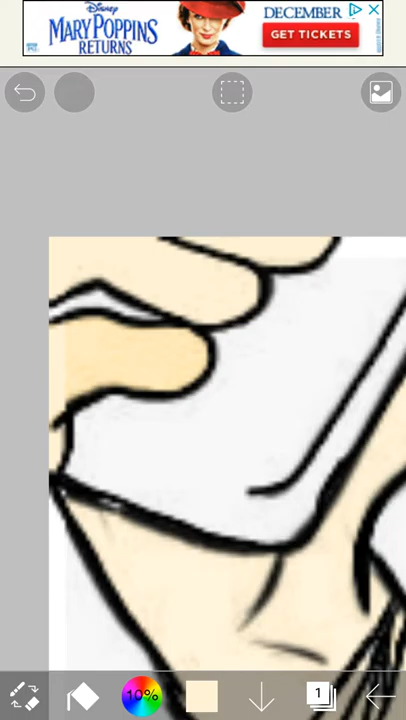 Disney
MARY POPPINS
RETURNS
DECEMBER
GET TICKETS
10%
1